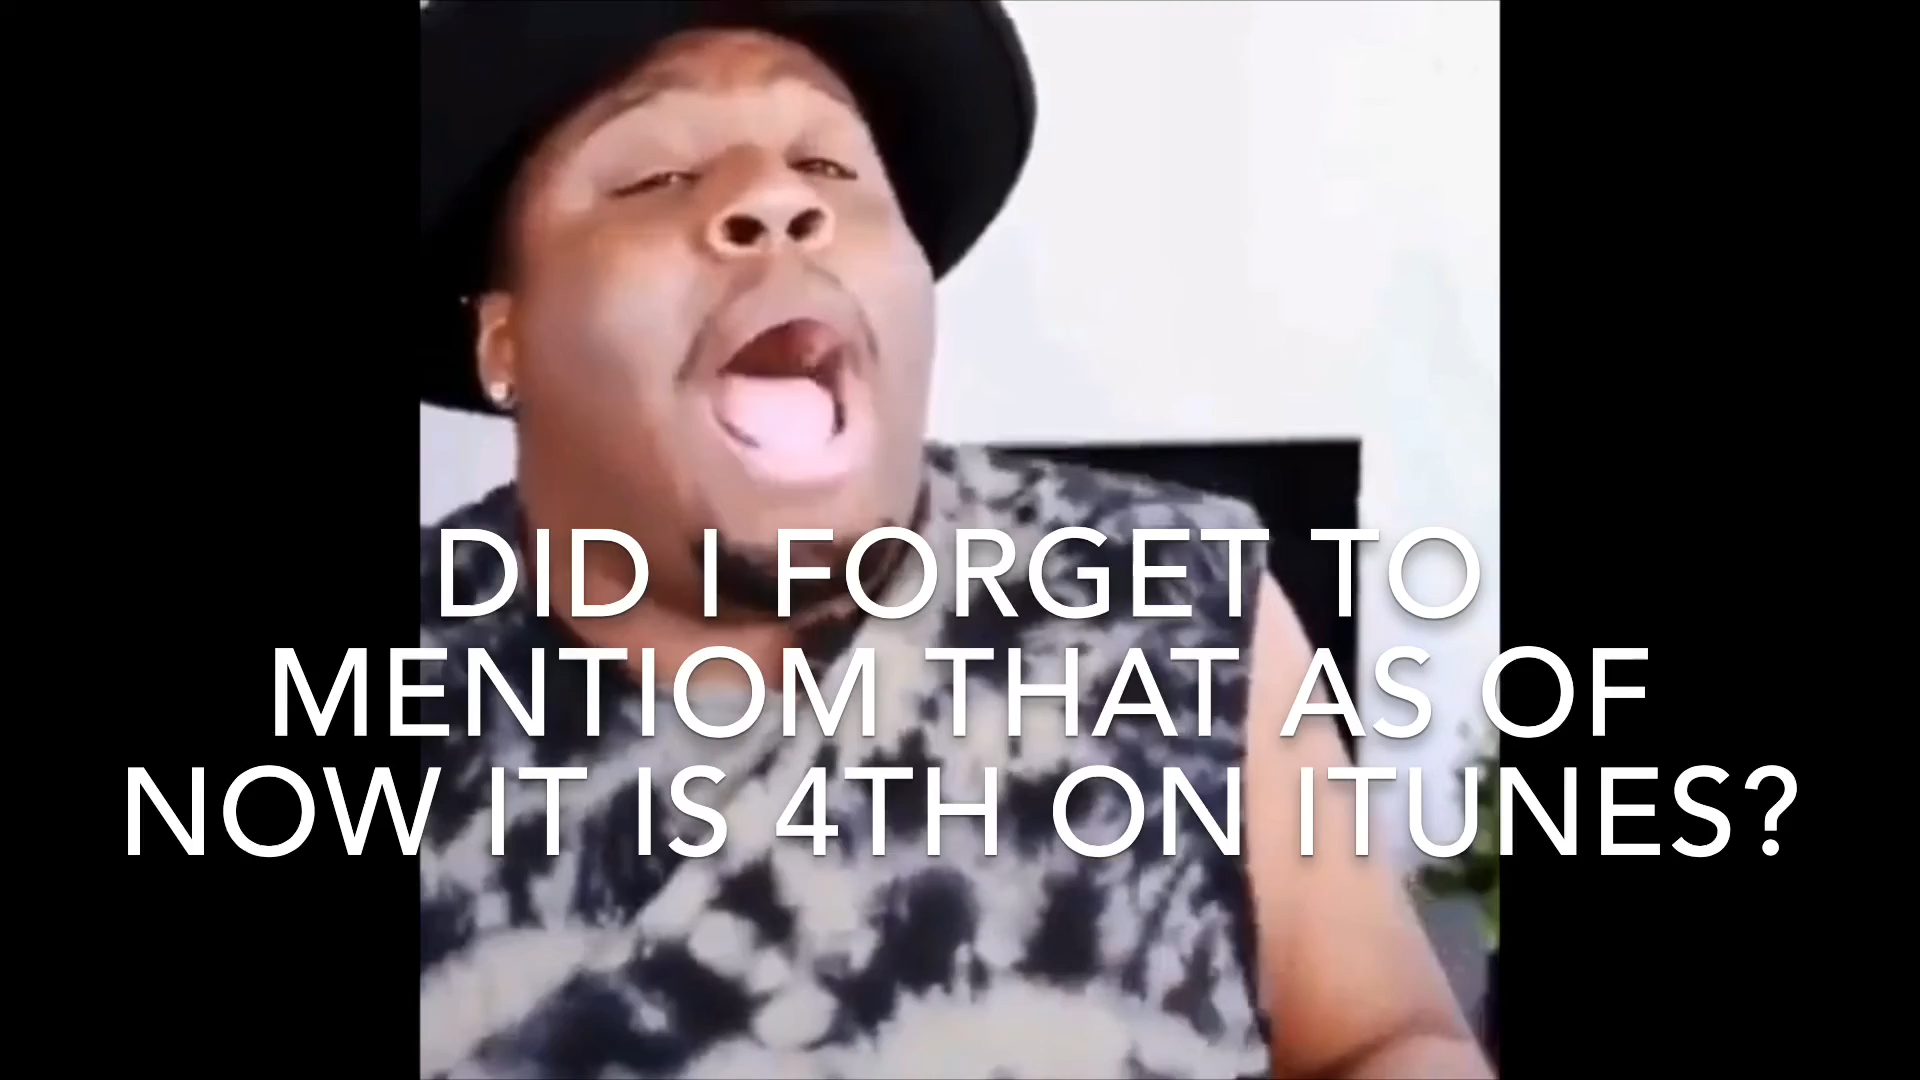 DID I FORGET TO
MENTIOM THAT AS OF
NOW IT IS 4TH ON ITUNES?